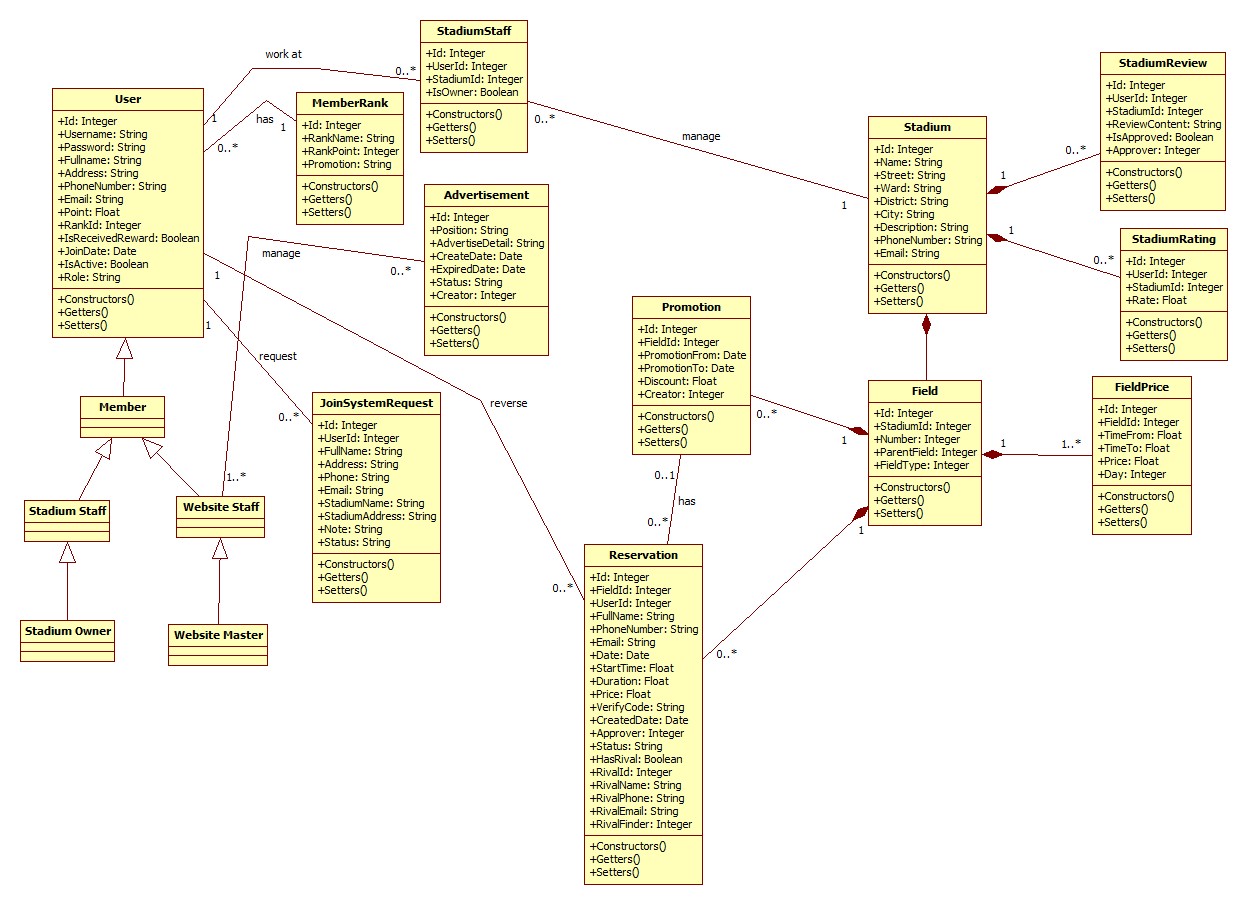 StadiumStaff
+Id: Integer
+UserId: Integer
+StadiumId: Integer
+IsOwner: Boolean
+Constructors()
+Getters()
+Setters()
work at
1
0..*
User
+Id: Integer
+Username: String
+Password: String
+Fullname: String
+Address: String
+PhoneNumber: String
+Email: String
+Point: Float
+RankId: Integer
+IsReceivedReward: Boolean
+JoinDate: Date
+IsActive: Boolean
+Role: String
+Constructors()
+Getters()
+Setters()
has
0..*
1
MemberRank
+Id: Integer
+RankName: String
+RankPoint: Integer
+Promotion: String
+Constructors()
+Getters()
+Setters()
0..*
manage
1
Stadium
+Id: Integer
+Name: String
+Street: String
+Ward: String
+District: String
+City: String
+Description: String
+PhoneNumber: String
+Email: String
+Constructors()
+Getters()
+Setters()
StadiumReview
+Id: Integer
+UserId: Integer
+StadiumId: Integer
+ReviewContent: String
+IsApproved: Boolean
+Approver: Integer
+Constructors()
+Getters()
+Setters()
1
0..*
StadiumRating
+Id: Integer
+UserId: Integer
+StadiumId: Integer
+Rate: Float
+Constructors()
+Getters()
+Setters()
1
0..*
Advertisement
+Id: Integer
+Position: String
+AdvertiseDetail: String
+CreateDate: Date
+ExpiredDate: Date
+Status: String
+Creator: Integer
+Constructors()
+Getters()
+Setters()
manage
0..*
1..*
1
reverse
0..*
1
request
0..*
Promotion
+Id: Integer
+FieldId: Integer
+PromotionFrom: Date
+PromotionTo: Date
+Discount: Float
+Creator: Integer
+Constructors()
+Getters()
+Setters()
0..*
1
Field
+Id: Integer
+StadiumId: Integer
+Number: Integer
+ParentField: Integer
+FieldType: Integer
+Constructors()
+Getters()
+Setters()
1
1..*
FieldPrice
+Id: Integer
+FieldId: Integer
+TimeFrom: Float
+TimeTo: Float
+Price: Float
+Day: Integer
+Constructors()
+Getters()
+Setters()
Member
JoinSystemRequest
+Id: Integer
+UserId: Integer
+FullName: String
+Address: String
+Phone: String
+Email: String
+StadiumName: String
+StadiumAddress: String
+Note: String
+Status: String
+Constructors()
+Getters()
+Setters()
Stadium Staff
Website Staff
Stadium Owner
Website Master
0..1
has
0..*
1
0..*
Reservation
+Id: Integer
+FieldId: Integer
+UserId: Integer
+FullName: String
+PhoneNumber: String
+Email: String
+Date: Date
+StartTime: Float
+Duration: Float
+Price: Float
+VerifyCode: String
+CreatedDate: Date
+Approver: Integer
+Status: String
+HasRival: Boolean
+RivalId: Integer
+RivalName: String
+RivalPhone: String
+RivalEmail: String
+RivalFinder: Integer
+Constructors()
+Getters()
+Setters()